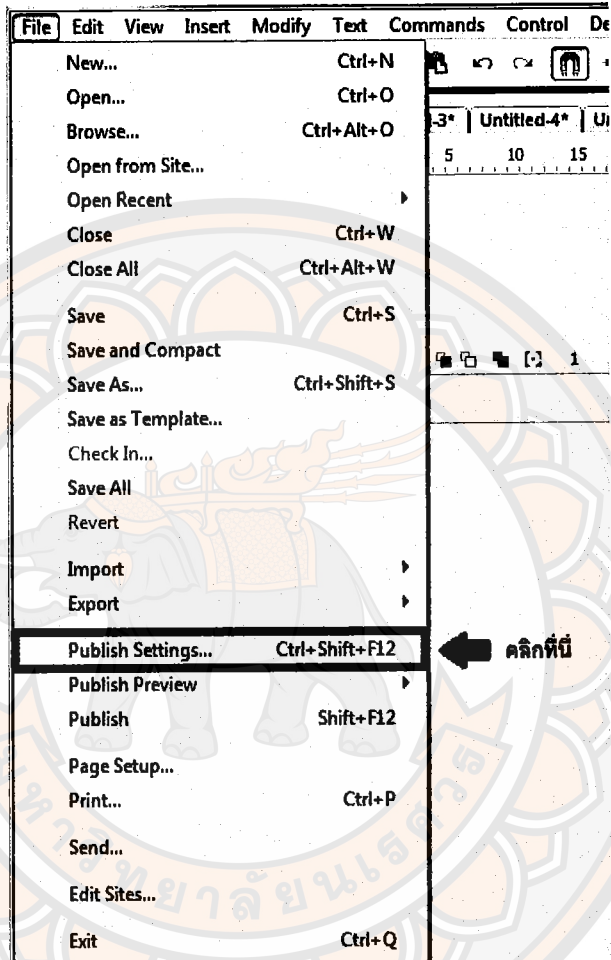 File Edit View Insert Modify Text Commands Control De
New... Ctrl+N
Open... Ctrl+O
Browse... Ctrl+Alt+O
-3* Untitled-4*
Open from Site...
5 10 15
Open Recent
Close Ctrl+W
Close All Ctrl+Alt+W
Save Ctrl+S
Save and Compact
1
Save As... Ctrl+Shift+S
Save as Template...
Check In...
Save All
Revert
Import
Export
Publish Settings... Ctrl+Shift+F12 คลิกที่นี่
Publish Preview
Publish Shift+F12
Page Setup...
Print... Ctrl+P
Send...
Edit Sites...
Exit Ctrl+Q